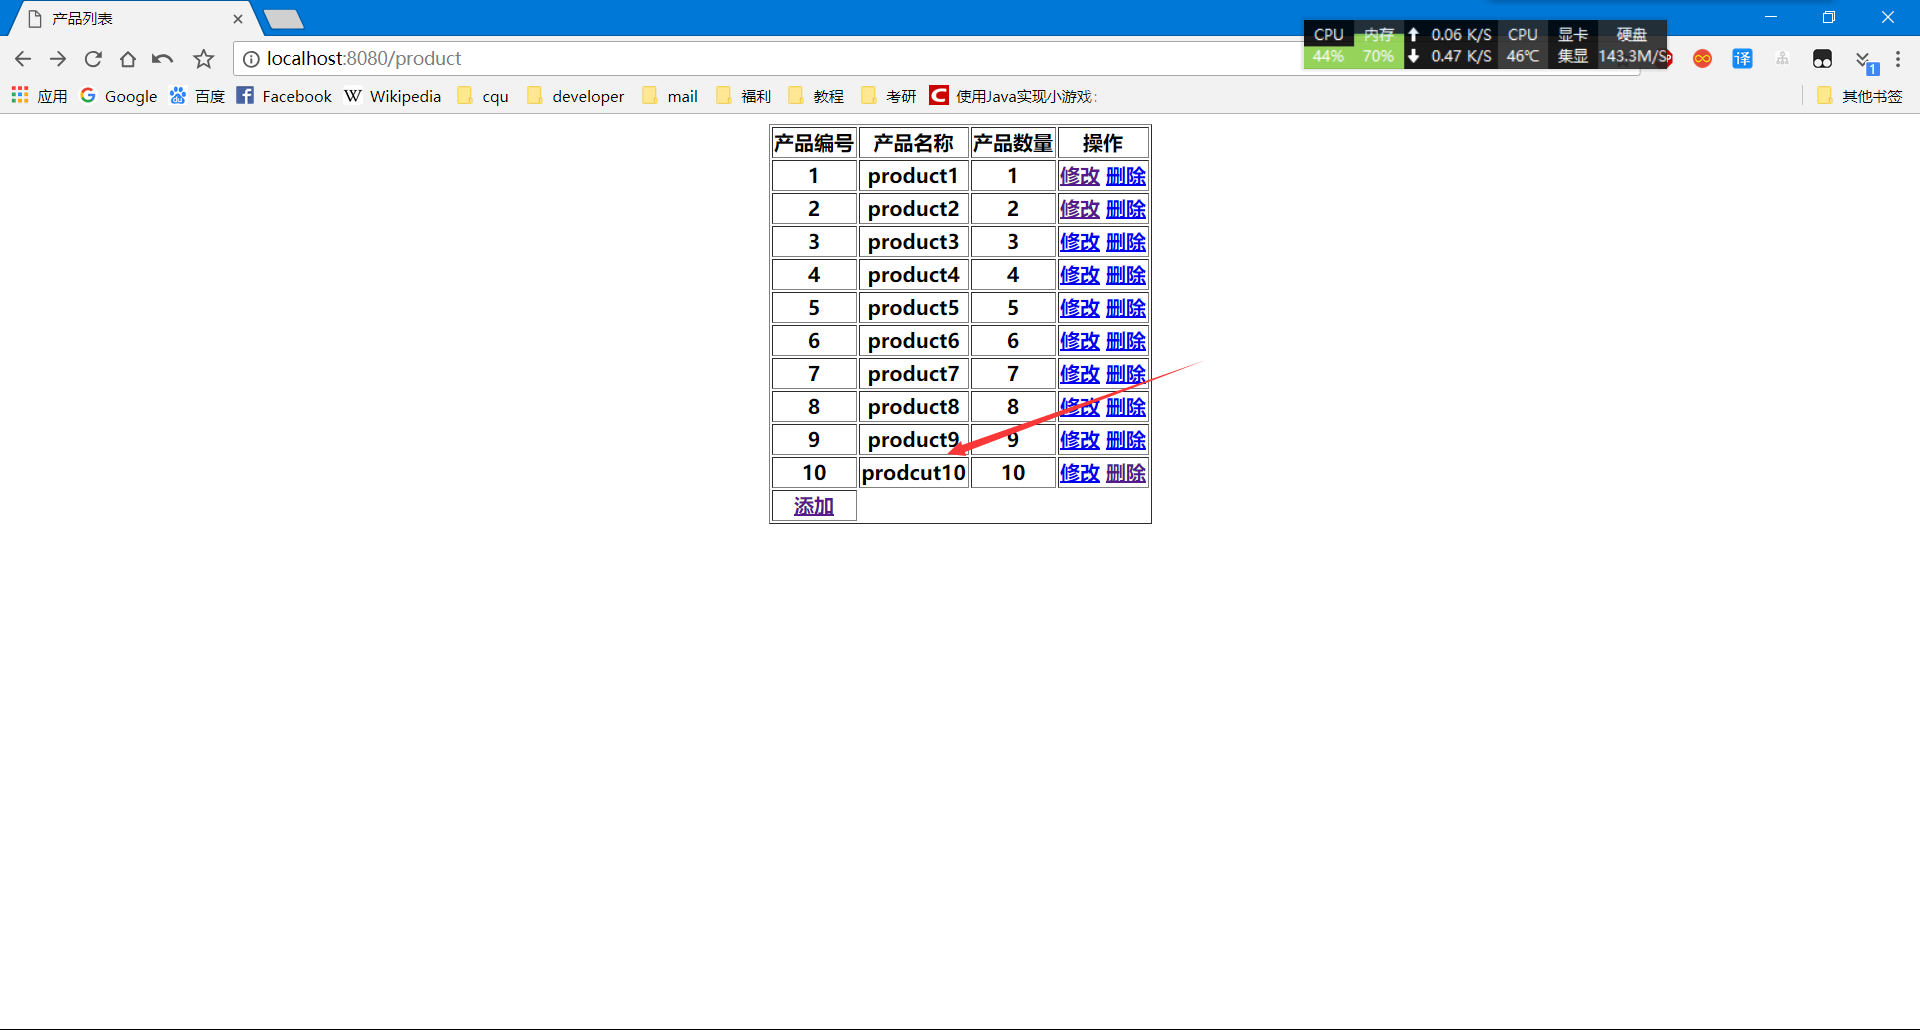 产品列表
CPU 内存 0.06 K/S CPU 显卡 硬盘
44% 70% 0.47 K/S 46℃ 集显 143.3M/S
localhost:8080/product
译
1
应用 Google 百度 Facebook Wikipedia cqu developer mail 福利 教程 考研 使用Java实现小游戏: 其他书签
产品编号 产品名称 产品数量 操作
1 product1 1 修改 删除
2 product2 2 修改 删除
3 product3 3 修改 删除
4 product4 4 修改 删除
5 product5 5 修改 删除
6 product6 6 修改 删除
7 product7 7 修改 删除
8 product8 8 修改 删除
9 product9 9 修改 删除
10 prodcut10 10 修改 删除
添加